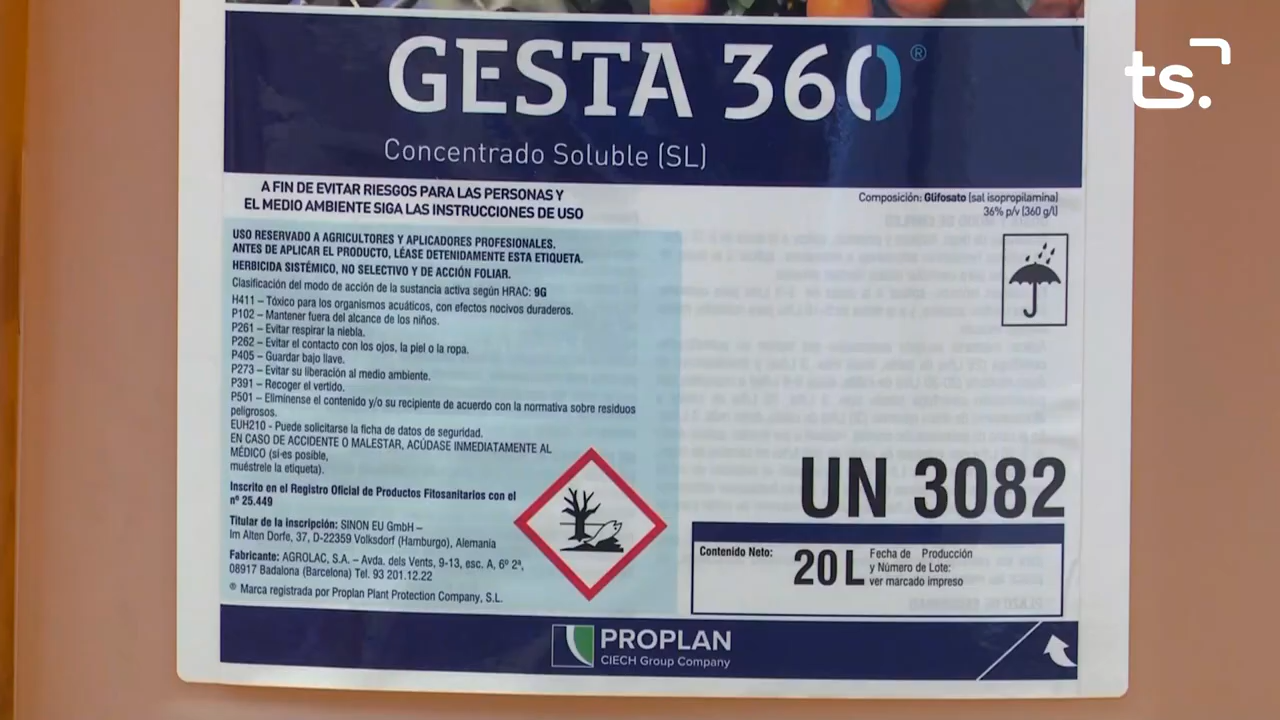 GESTA 360®
ts.
Concentrado Soluble (SL)
A FIN DE EVITAR RIESGOS PARA LAS PERSONAS Y
EL MEDIO AMBIENTE SIGA LAS INSTRUCCIONES DE USO
Composición: Glifosato (sal isopropilamina)
36% p/v (360 g/l)
USO RESERVADO A AGRICULTORES Y APLICADORES PROFESIONALES.
ANTES DE APLICAR EL PRODUCTO, LÉASE DETENIDAMENTE ESTA ETIQUETA.
HERBICIDA SISTÉMICO, NO SELECTIVO Y DE ACCIÓN FOLIAR.
Clasificación del modo de acción de la sustancia activa según HRAC: 9G
H411 – Tóxico para los organismos acuáticos, con efectos nocivos duraderos.
P102 – Mantener fuera del alcance de los niños.
P261 – Evitar respirar la niebla.
P262 – Evitar el contacto con los ojos, la piel o la ropa.
P405 – Guardar bajo llave.
P273 – Evitar su liberación al medio ambiente.
P391 – Recoger el vertido.
P501 – Elimínense el contenido y/o su recipiente de acuerdo con la normativa sobre residuos
peligrosos.
EUH210 - Puede solicitarse la ficha de datos de seguridad.
EN CASO DE ACCIDENTE O MALESTAR, ACÚDASE INMEDIATAMENTE AL
MÉDICO (si es posible,
muéstrele la etiqueta).
Inscrito en el Registro Oficial de Productos Fitosanitarios con el
nº 25.449
Titular de la inscripción: SINON EU GmbH –
Im Alten Dorfe, 37, D-22359 Volksdorf (Hamburgo), Alemania
Fabricante: AGROLAC, S.A. – Avda. dels Vents, 9-13, esc. A, 6º 2ª,
08917 Badalona (Barcelona) Tel. 93 201.12.22
® Marca registrada por Proplan Plant Protection Company, S.L.
UN 3082
Contenido Neto: 20 L
Fecha de Producción
y Número de Lote:
ver marcado impreso
PROPLAN
CIECH Group Company